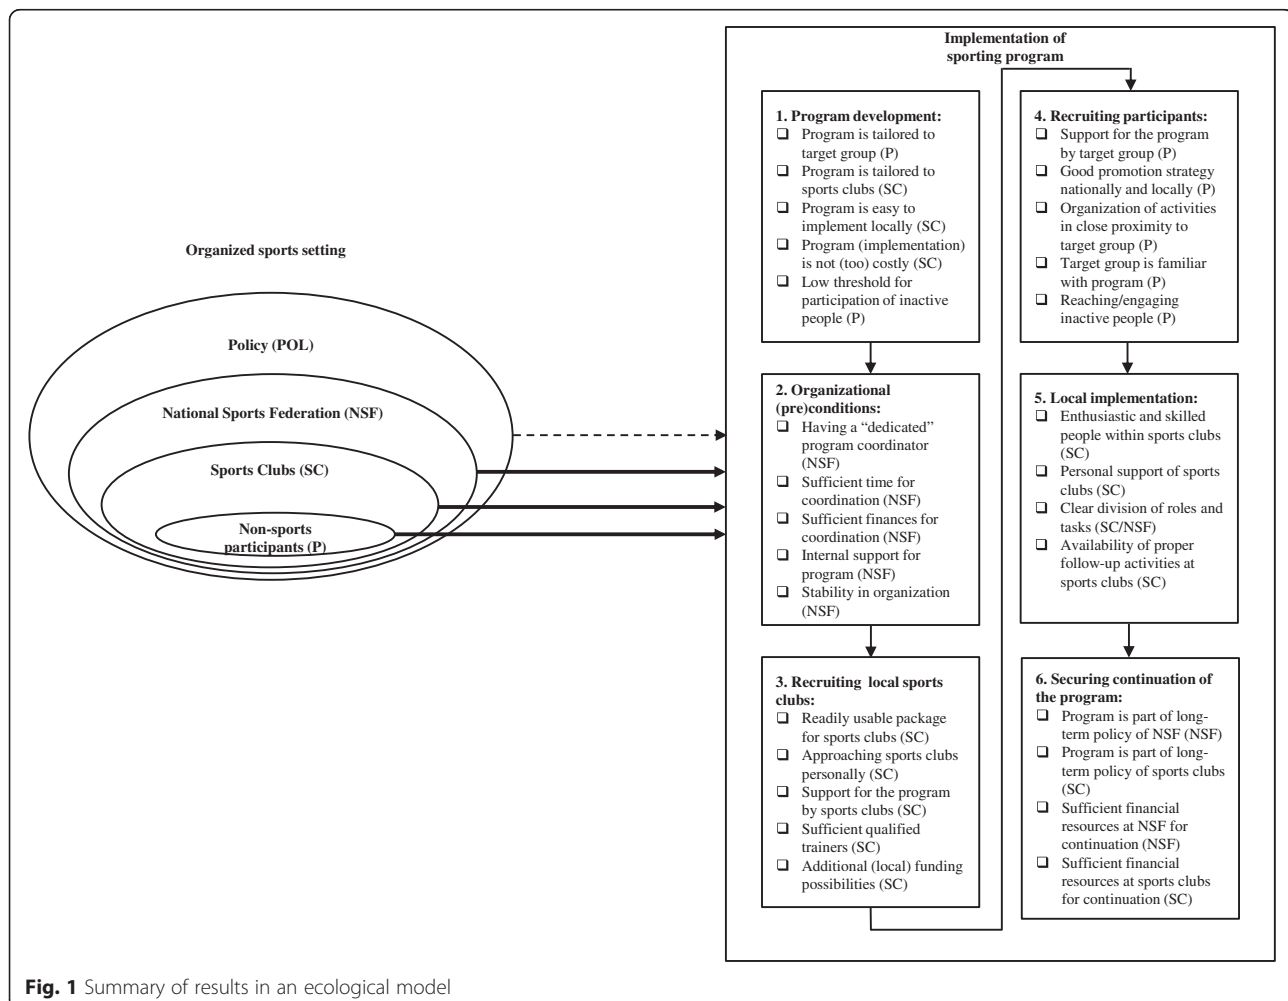 Organized sports setting
Policy (POL)
National Sports Federation (NSF)
Sports Clubs (SC)
Non-sports
participants (P)
Implementation of
sporting program
1. Program development:
❑ Program is tailored to
target group (P)
❑ Program is tailored to
sports clubs (SC)
❑ Program is easy to
implement locally (SC)
❑ Program (implementation)
is not (too) costly (SC)
❑ Low threshold for
participation of inactive
people (P)
2. Organizational
(pre)conditions:
❑ Having a “dedicated”
program coordinator
(NSF)
❑ Sufficient time for
coordination (NSF)
❑ Sufficient finances for
coordination (NSF)
❑ Internal support for
program (NSF)
❑ Stability in organization
(NSF)
3. Recruiting local sports
clubs:
❑ Readily usable package
for sports clubs (SC)
❑ Approaching sports clubs
personally (SC)
❑ Support for the program
by sports clubs (SC)
❑ Sufficient qualified
trainers (SC)
❑ Additional (local) funding
possibilities (SC)
4. Recruiting participants:
❑ Support for the program
by target group (P)
❑ Good promotion strategy
nationally and locally (P)
❑ Organization of activities
in close proximity to
target group (P)
❑ Target group is familiar
with program (P)
❑ Reaching/engaging
inactive people (P)
5. Local implementation:
❑ Enthusiastic and skilled
people within sports clubs
(SC)
❑ Personal support of sports
clubs (SC)
❑ Clear division of roles and
tasks (SC/NSF)
❑ Availability of proper
follow-up activities at
sports clubs (SC)
6. Securing continuation of
the program:
❑ Program is part of long-
term policy of NSF (NSF)
❑ Program is part of long-
term policy of sports clubs
(SC)
❑ Sufficient financial
resources at NSF for
continuation (NSF)
❑ Sufficient financial
resources at sports clubs
for continuation (SC)
Fig. 1 Summary of results in an ecological model